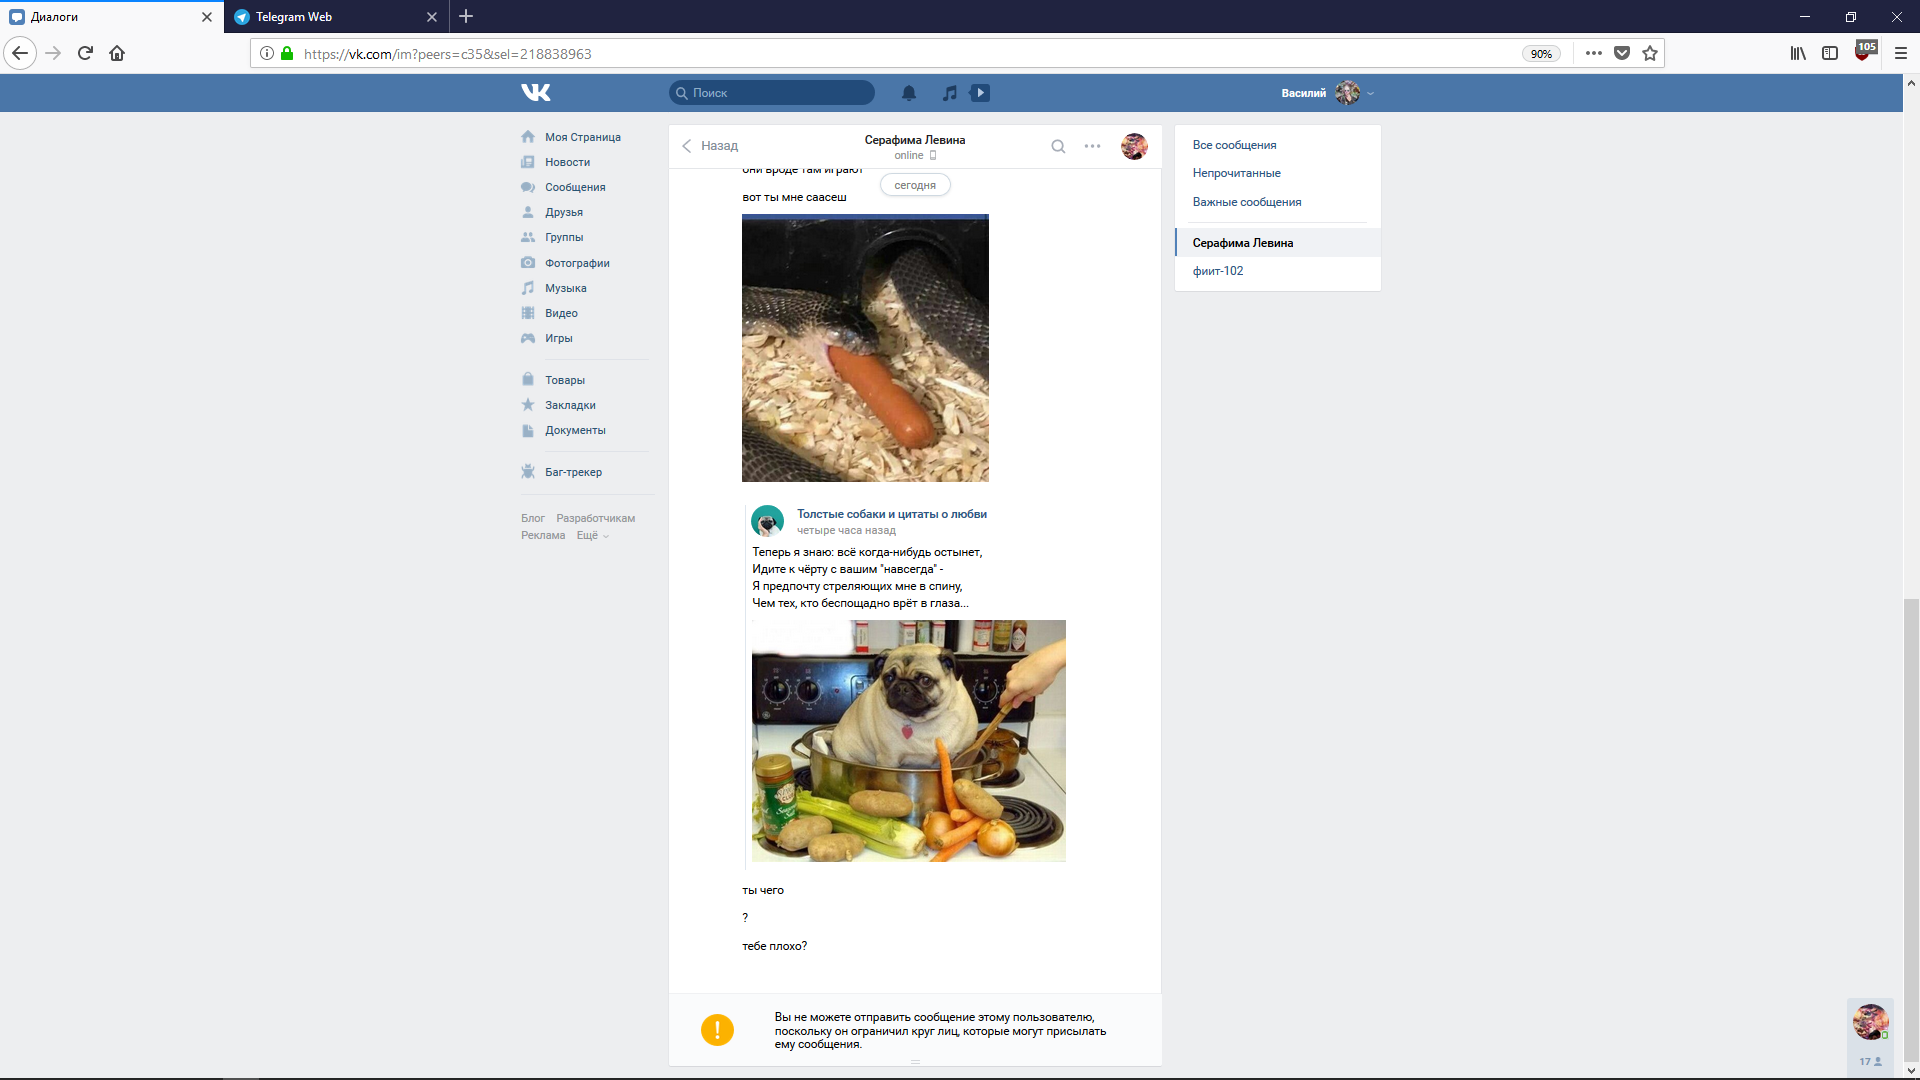 Диалоги
Telegram Web
https://vk.com/im?peers=c35&sel=218838963
90%
105
Поиск
Василий
Моя Страница
Новости
Сообщения
Друзья
Группы
Фотографии
Музыка
Видео
Игры
Товары
Закладки
Документы
Баг-трекер
Блог Разработчикам
Реклама Ещё
Назад
Серафима Левина
online
они вроде там играют
сегодня
вот ты мне саасеш
Толстые собаки и цитаты о любви
четыре часа назад
Теперь я знаю: всё когда-нибудь остынет,
Идите к чёрту с вашим "навсегда" -
Я предпочту стреляющих мне в спину,
Чем тех, кто беспощадно врёт в глаза...
ты чего
?
тебе плохо?
Вы не можете отправить сообщение этому пользователю,
поскольку он ограничил круг лиц, которые могут присылать
ему сообщения.
Все сообщения
Непрочитанные
Важные сообщения
Серафима Левина
фиит-102
17